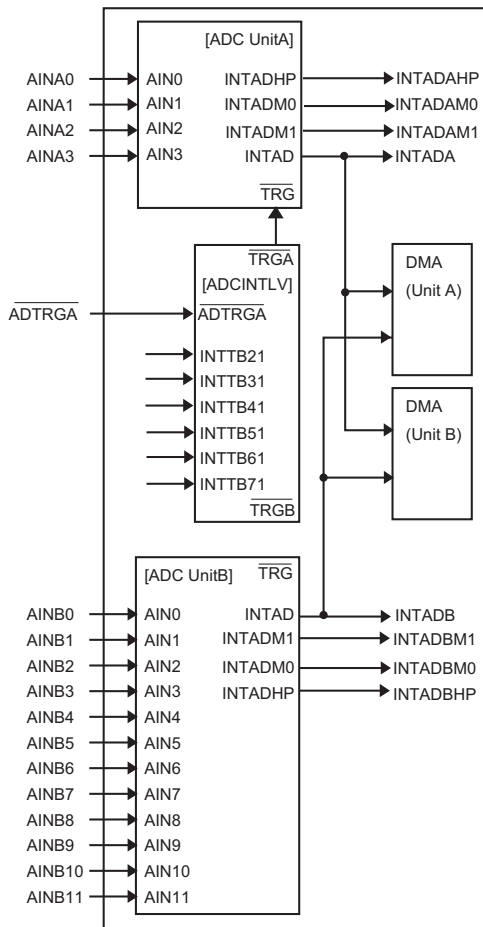 [ADC UnitA]
AINA0 AIN0 INTADHP INTADAHP
AINA1 AIN1 INTADM0 INTADAM0
AINA2 AIN2 INTADM1 INTADAM1
AINA3 AIN3 INTAD INTADA
TRG
TRGA
[ADCINTLV]
ADTRGA ADTRGA
INTTB21
INTTB31
INTTB41
INTTB51
INTTB61
INTTB71
TRGB
DMA
(Unit A)
DMA
(Unit B)
[ADC UnitB] TRG
AINB0 AIN0 INTAD INTADB
AINB1 AIN1 INTADM1 INTADBM1
AINB2 AIN2 INTADM0 INTADBM0
AINB3 AIN3 INTADHP INTADBHP
AINB4 AIN4
AINB5 AIN5
AINB6 AIN6
AINB7 AIN7
AINB8 AIN8
AINB9 AIN9
AINB10 AIN10
AINB11 AIN11